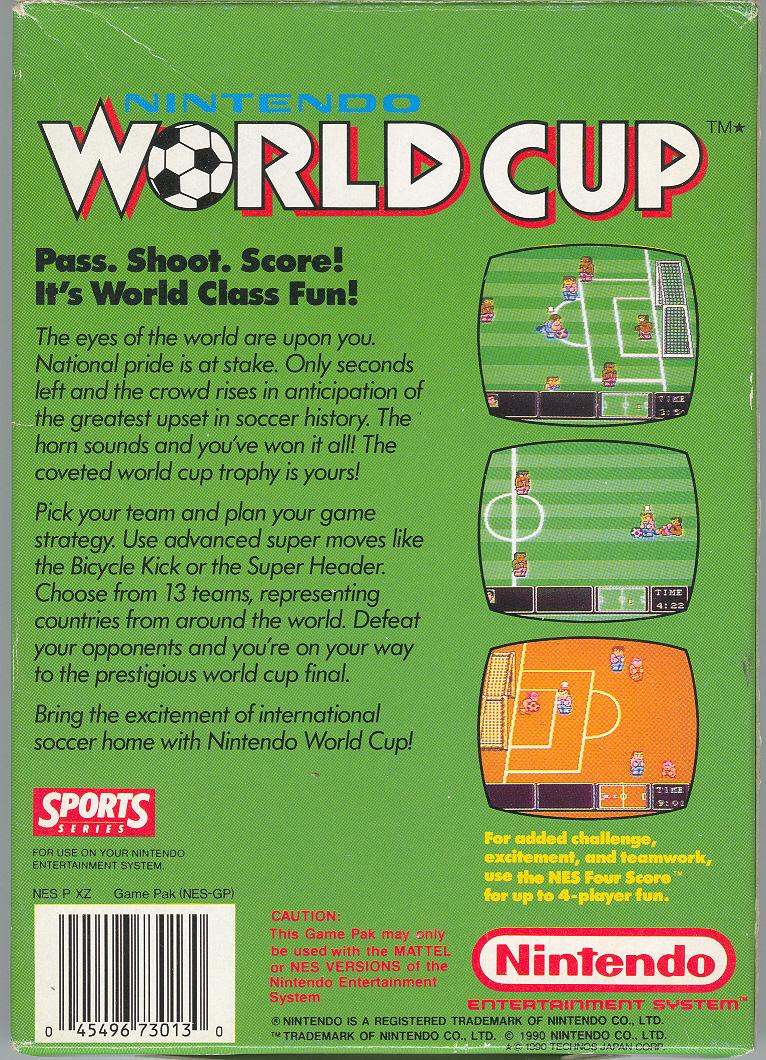 NINTENDO
WORLD CUP™★
Pass. Shoot. Score!
It's World Class Fun!
The eyes of the world are upon you.
National pride is at stake. Only seconds
left and the crowd rises in anticipation of
the greatest upset in soccer history. The
horn sounds and you've won it all! The
coveted world cup trophy is yours!
Pick your team and plan your game
strategy. Use advanced super moves like
the Bicycle Kick or the Super Header.
Choose from 13 teams, representing
countries from around the world. Defeat
your opponents and you're on your way
to the prestigious world cup final.
Bring the excitement of international
soccer home with Nintendo World Cup!
TIME
TIME
4:22
TIME
For added challenge,
excitement, and teamwork,
use the NES Four Score™
for up to 4-player fun.
SPORTS
SERIES
FOR USE ON YOUR NINTENDO
ENTERTAINMENT SYSTEM.
NES P XZ Game Pak (NES-GP)
0 45496 73013 0
CAUTION:
This Game Pak may only
be used with the MATTEL
or NES VERSIONS of the
Nintendo Entertainment
System
Nintendo
ENTERTAINMENT SYSTEM™
® NINTENDO IS A REGISTERED TRADEMARK OF NINTENDO CO., LTD.
™ TRADEMARK OF NINTENDO CO., LTD. © 1990 NINTENDO CO., LTD.
★ © 1990 TECHNOS JAPAN CORP.